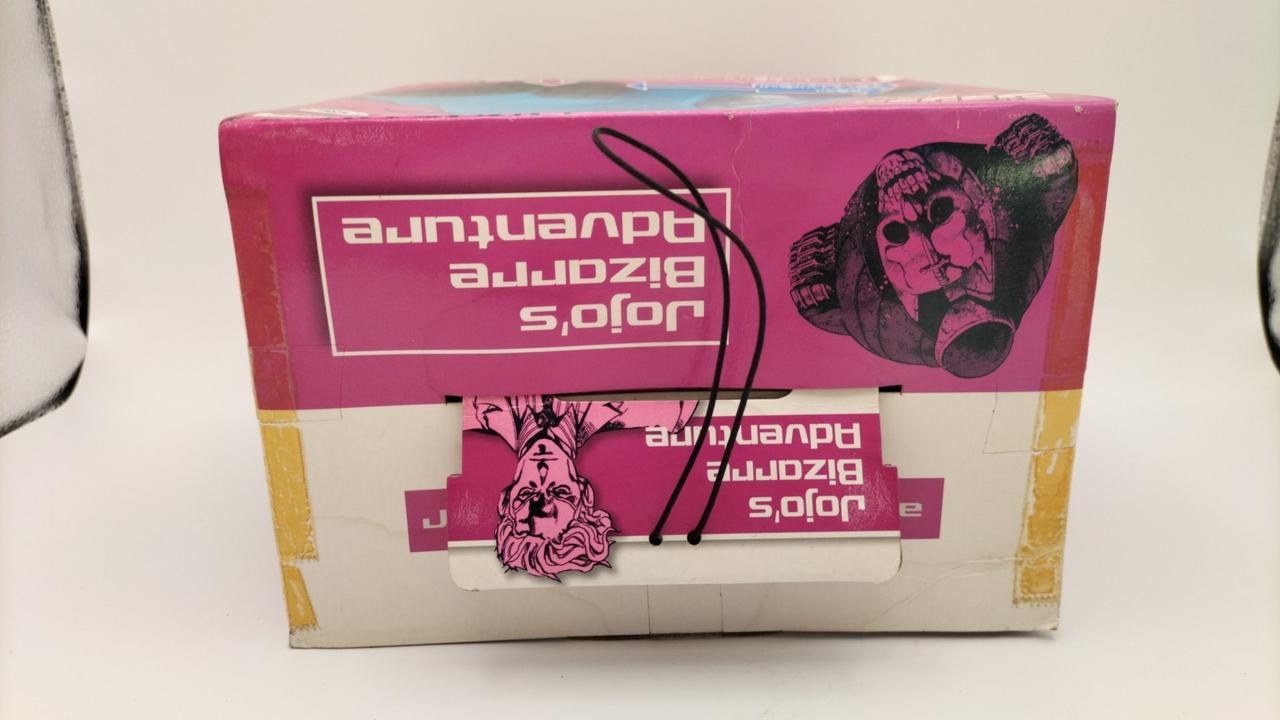 Jojo's
Bizarre
Adventure
Jojo's
Bizarre
Adventure
J
e